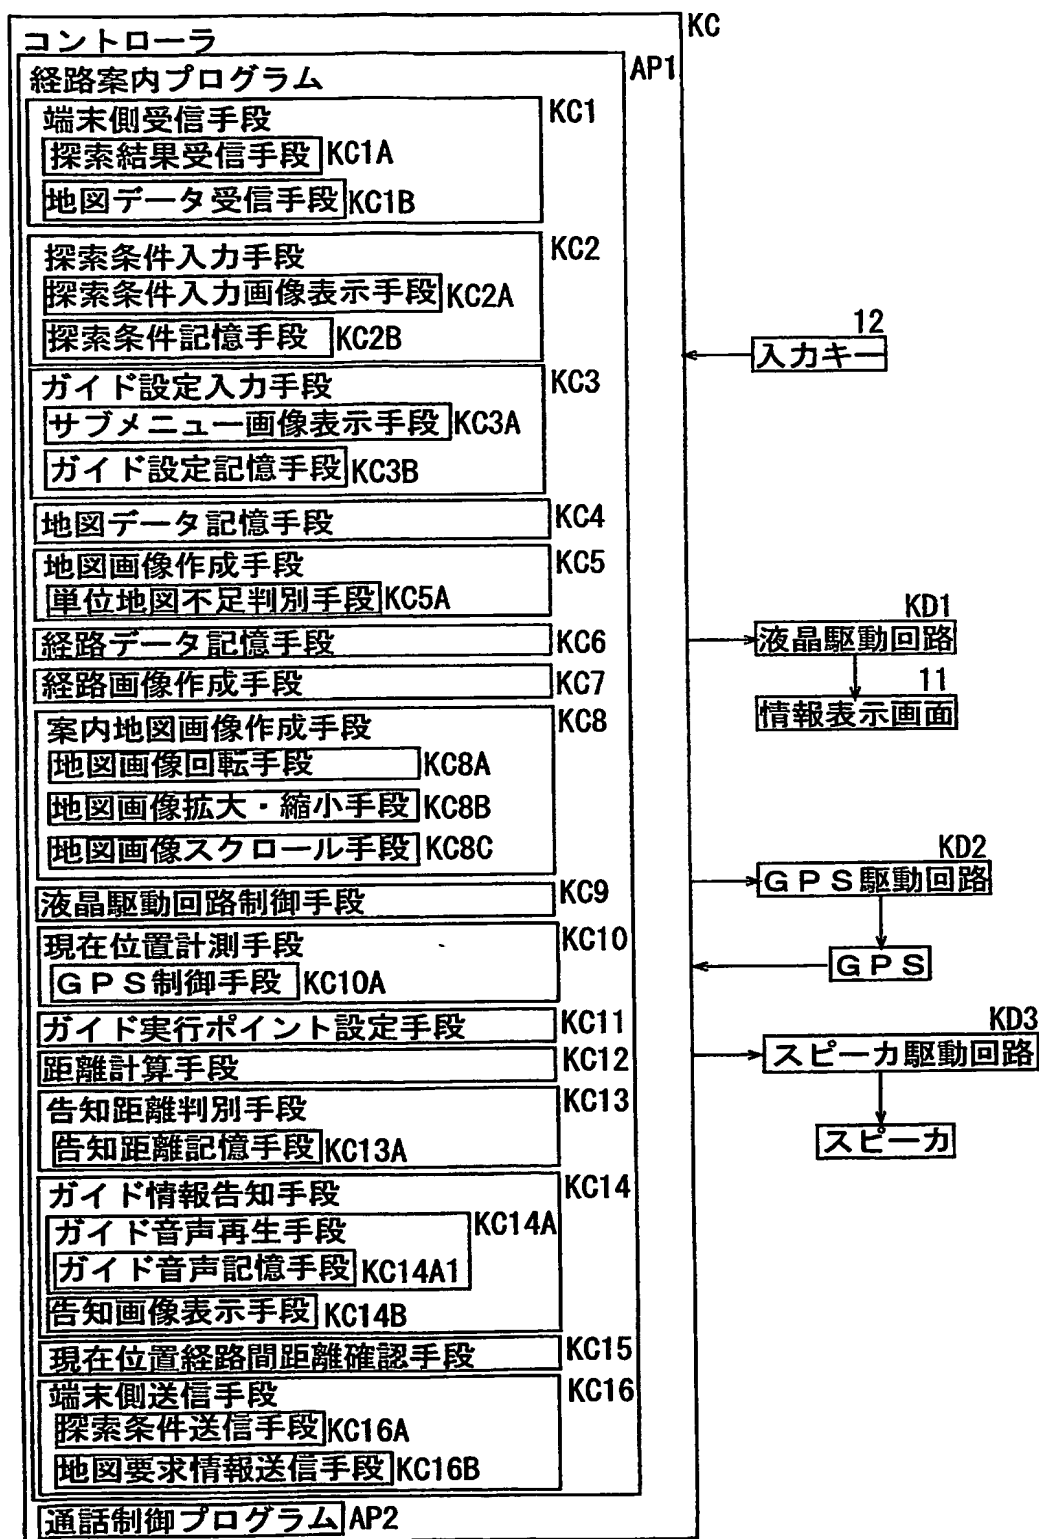 コントローラ KC
経路案内プログラム AP1
端末側受信手段 KC1
探索結果受信手段 KC1A
地図データ受信手段 KC1B
探索条件入力手段 KC2
探索条件入力画像表示手段 KC2A
探索条件記憶手段 KC2B
ガイド設定入力手段 KC3
サブメニュー画像表示手段 KC3A
ガイド設定記憶手段 KC3B
地図データ記憶手段 KC4
地図画像作成手段 KC5
単位地図不足判別手段 KC5A
経路データ記憶手段 KC6
経路画像作成手段 KC7
案内地図画像作成手段 KC8
地図画像回転手段 KC8A
地図画像拡大・縮小手段 KC8B
地図画像スクロール手段 KC8C
液晶駆動回路制御手段 KC9
現在位置計測手段 KC10
GPS制御手段 KC10A
ガイド実行ポイント設定手段 KC11
距離計算手段 KC12
告知距離判別手段 KC13
告知距離記憶手段 KC13A
ガイド情報告知手段 KC14
ガイド音声再生手段 KC14A
ガイド音声記憶手段 KC14A1
告知画像表示手段 KC14B
現在位置経路間距離確認手段 KC15
端末側送信手段 KC16
探索条件送信手段 KC16A
地図要求情報送信手段 KC16B
通話制御プログラム AP2
12
入力キー
KD1
液晶駆動回路
11
情報表示画面
KD2
GPS駆動回路
GPS
KD3
スピーカ駆動回路
スピーカ